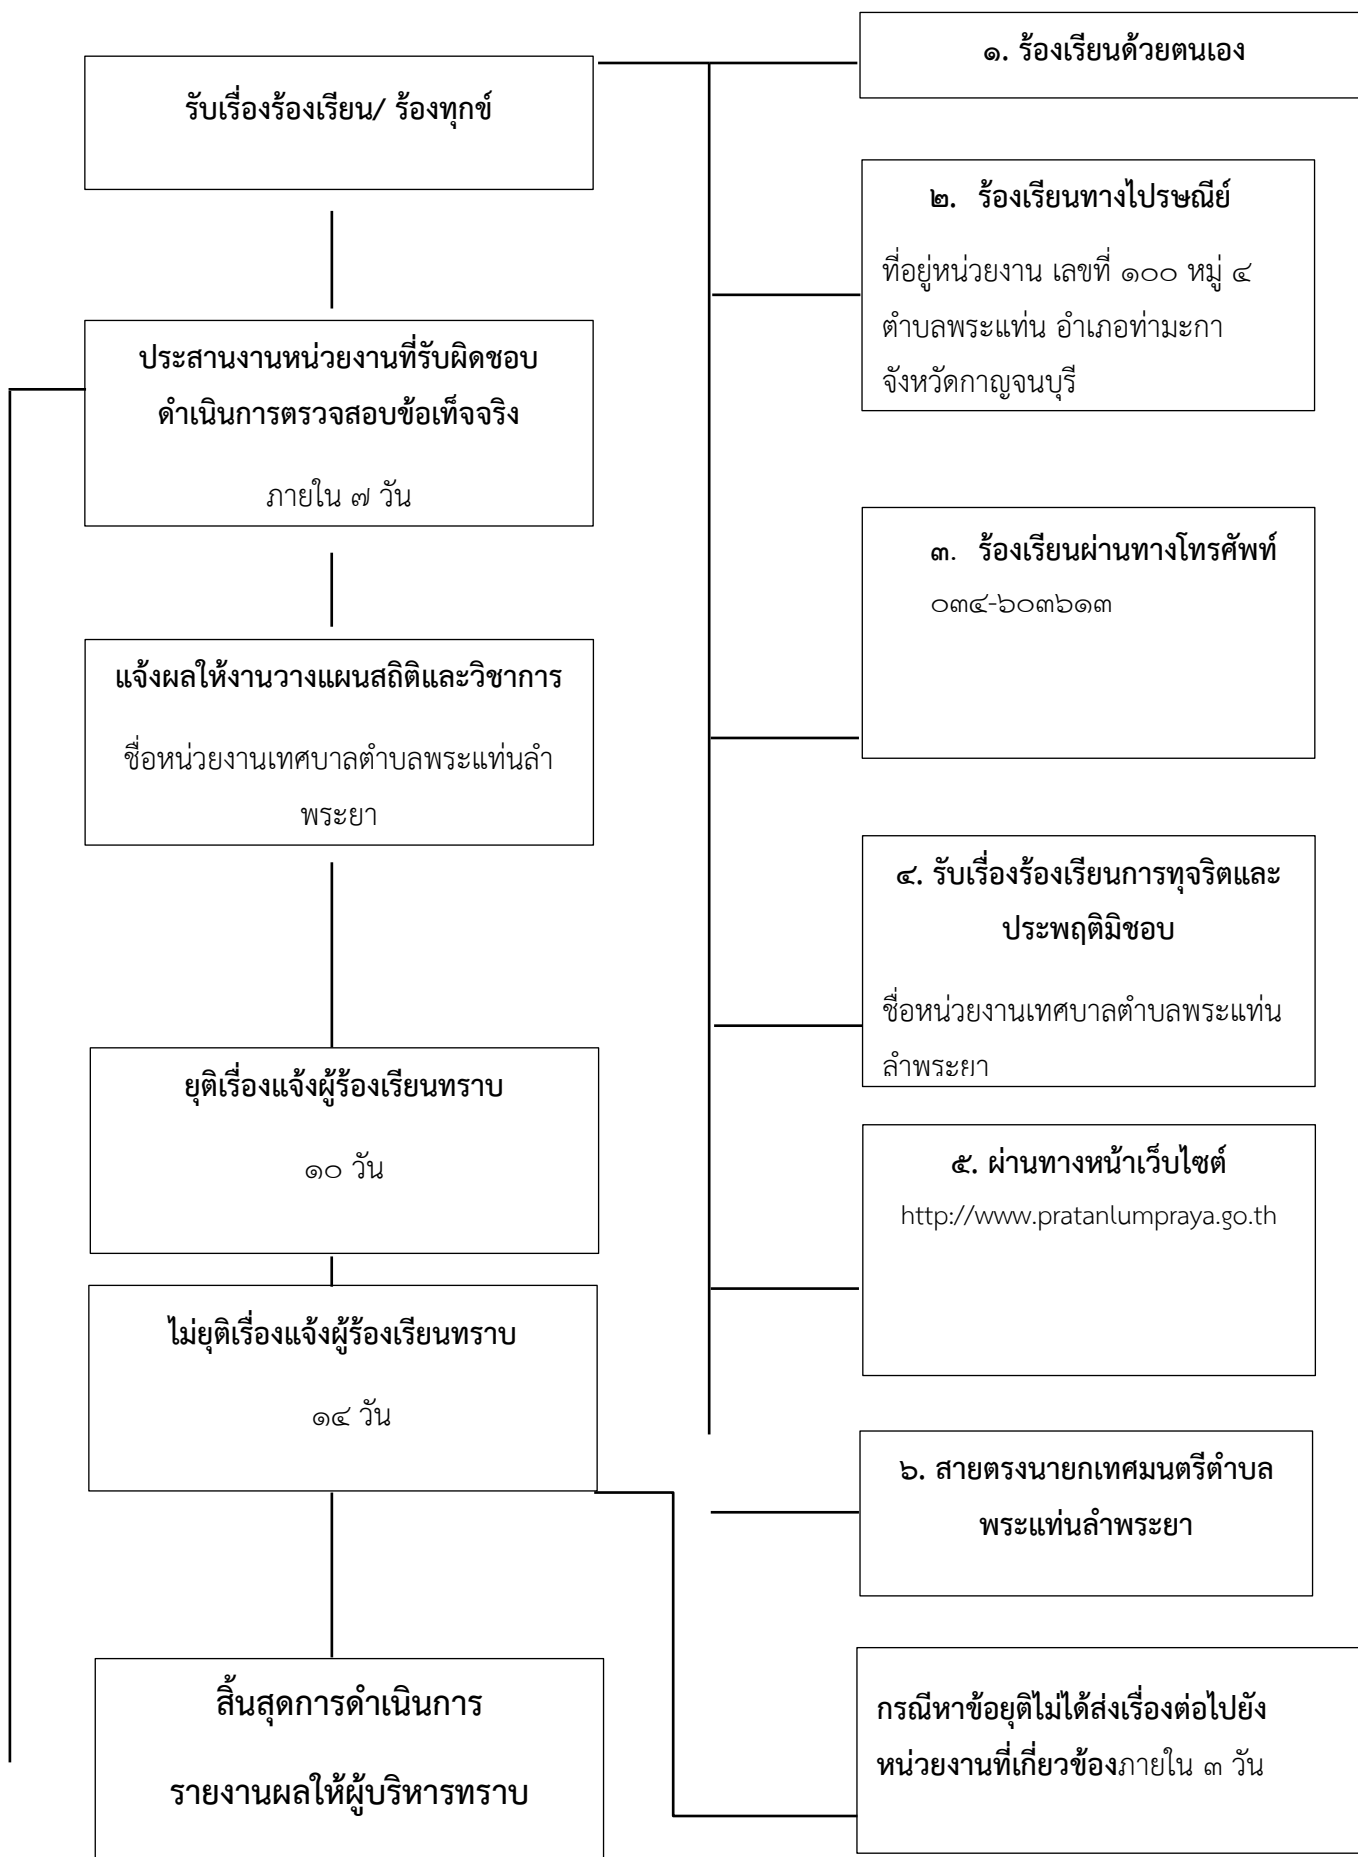 รับเรื่องร้องเรียน/ ร้องทุกข์
ประสานงานหน่วยงานที่รับผิดชอบ
ดำเนินการตรวจสอบข้อเท็จจริง
ภายใน ๗ วัน
แจ้งผลให้งานวางแผนสถิติและวิชาการ
ชื่อหน่วยงานเทศบาลตำบลพระแท่นลำ
พระยา
ยุติเรื่องแจ้งผู้ร้องเรียนทราบ
๑๐ วัน
ไม่ยุติเรื่องแจ้งผู้ร้องเรียนทราบ
๑๔ วัน
สิ้นสุดการดำเนินการ
รายงานผลให้ผู้บริหารทราบ
๑. ร้องเรียนด้วยตนเอง
๒. ร้องเรียนทางไปรษณีย์
ที่อยู่หน่วยงาน เลขที่ ๑๐๐ หมู่ ๔
ตำบลพระแท่น อำเภอท่ามะกา
จังหวัดกาญจนบุรี
๓. ร้องเรียนผ่านทางโทรศัพท์
๐๓๔-๖๐๓๖๑๓
๔. รับเรื่องร้องเรียนการทุจริตและ
ประพฤติมิชอบ
ชื่อหน่วยงานเทศบาลตำบลพระแท่น
ลำพระยา
๕. ผ่านทางหน้าเว็บไซต์
http://www.pratanlumpraya.go.th
๖. สายตรงนายกเทศมนตรีตำบล
พระแท่นลำพระยา
กรณีหาข้อยุติไม่ได้ส่งเรื่องต่อไปยัง
หน่วยงานที่เกี่ยวข้องภายใน ๓ วัน